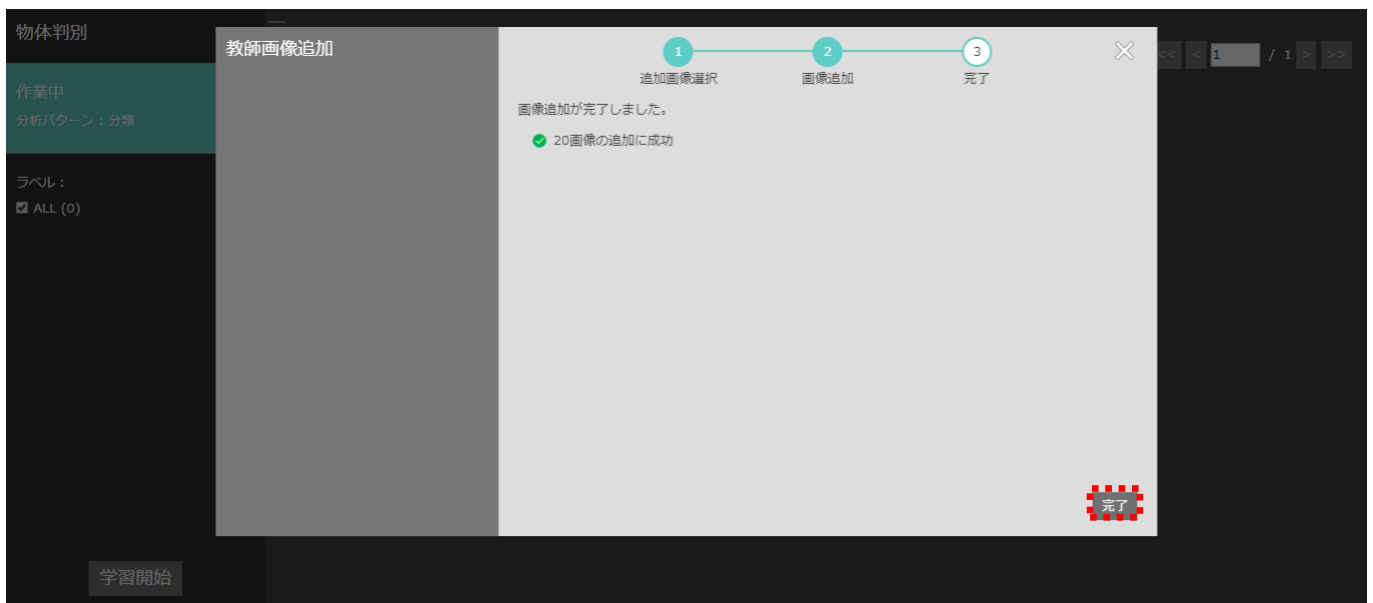 物体判別
作業中
分析パターン：分類
ラベル：
ALL (0)
学習開始
教師画像追加
1
2
3
追加画像選択
画像追加
完了
画像追加が完了しました。
20画像の追加に成功
完了
<< < 1 / 1 > >>